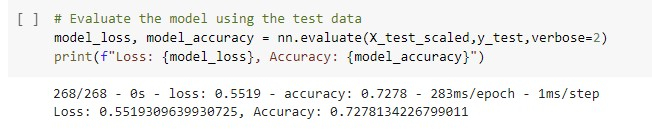 [ ] # Evaluate the model using the test data
model_loss, model_accuracy = nn.evaluate(X_test_scaled,y_test,verbose=2)
print(f"Loss: {model_loss}, Accuracy: {model_accuracy}")
268/268 - 0s - loss: 0.5519 - accuracy: 0.7278 - 283ms/epoch - 1ms/step
Loss: 0.5519309639930725, Accuracy: 0.7278134226799011